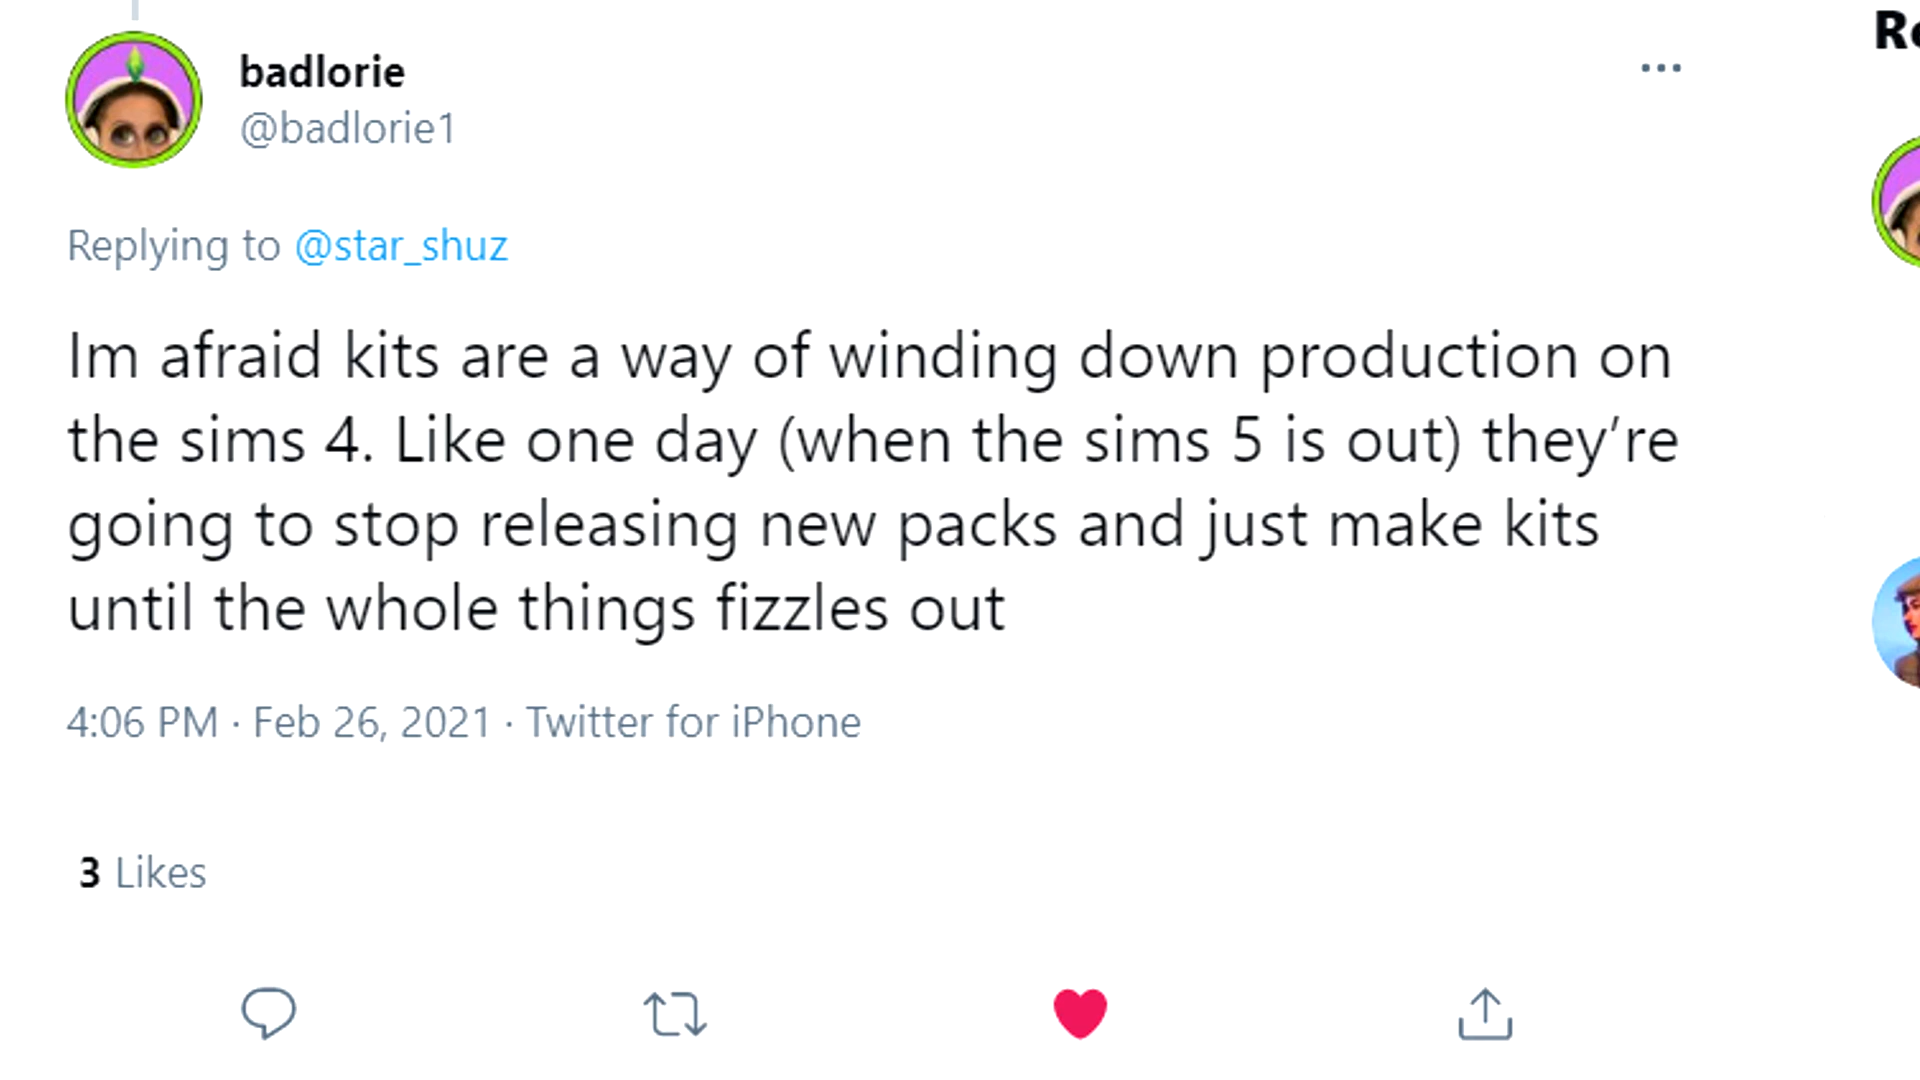 badlorie
@badlorie1
Replying to @star_shuz
Im afraid kits are a way of winding down production on
the sims 4. Like one day (when the sims 5 is out) they’re
going to stop releasing new packs and just make kits
until the whole things fizzles out
4:06 PM · Feb 26, 2021 · Twitter for iPhone
3 Likes